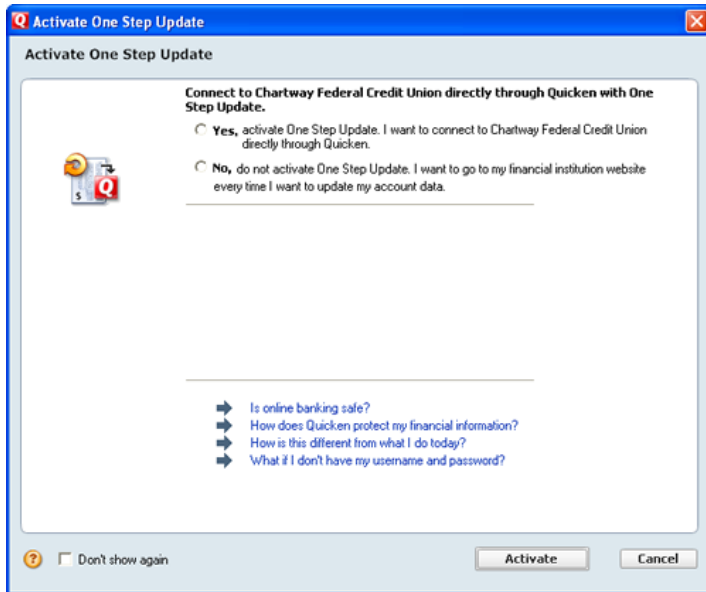 Activate One Step Update
Activate One Step Update
Connect to Chartway Federal Credit Union directly through Quicken with One
Step Update.
Yes, activate One Step Update. I want to connect to Chartway Federal Credit Union
directly through Quicken.
No, do not activate One Step Update. I want to go to my financial institution website
every time I want to update my account data.
Is online banking safe?
How does Quicken protect my financial information?
How is this different from what I do today?
What if I don't have my username and password?
? Don't show again
Activate
Cancel